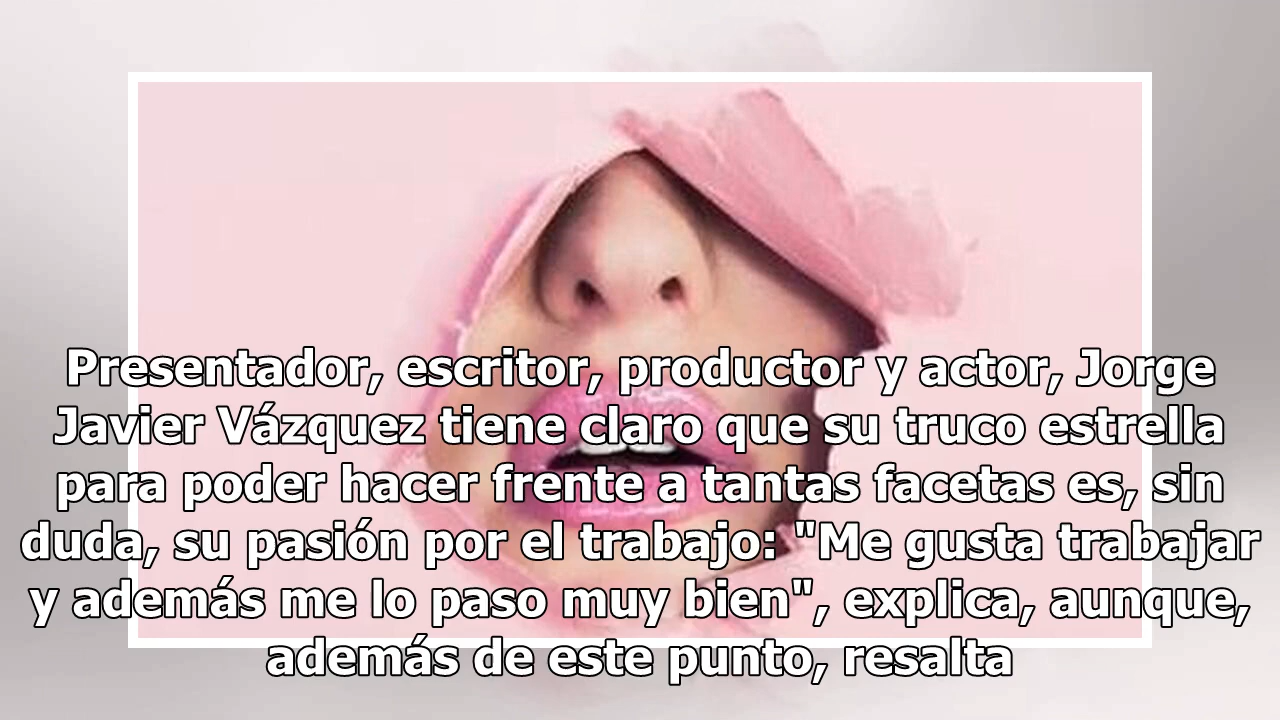 Presentador, escritor, productor y actor, Jorge
Javier Vázquez tiene claro que su truco estrella
para poder hacer frente a tantas facetas es, sin
duda, su pasión por el trabajo: "Me gusta trabajar
y además me lo paso muy bien", explica, aunque,
además de este punto, resalta